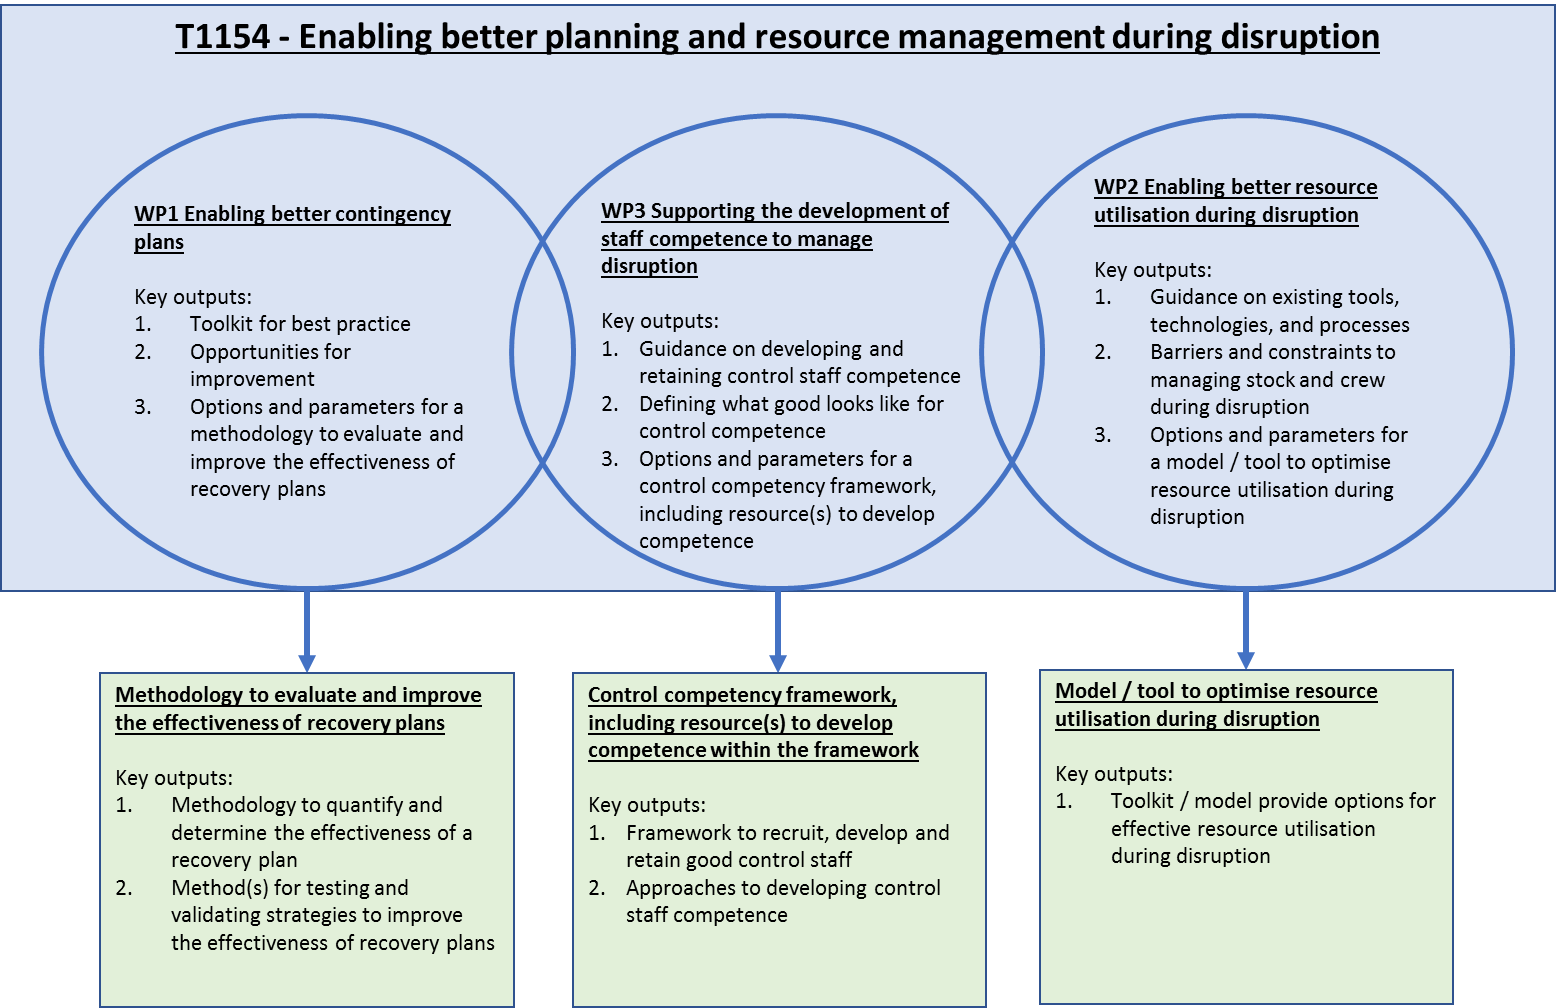 T1154 - Enabling better planning and resource management during disruption
WP1 Enabling better contingency
plans
Key outputs:
1. Toolkit for best practice
2. Opportunities for
improvement
3. Options and parameters for a
methodology to evaluate and
improve the effectiveness of
recovery plans
WP3 Supporting the development of
staff competence to manage
disruption
Key outputs:
1. Guidance on developing and
retaining control staff competence
2. Defining what good looks like for
control competence
3. Options and parameters for a
control competency framework,
including resource(s) to develop
competence
WP2 Enabling better resource
utilisation during disruption
Key outputs:
1. Guidance on existing tools,
technologies, and processes
2. Barriers and constraints to
managing stock and crew
during disruption
3. Options and parameters for
a model / tool to optimise
resource utilisation during
disruption
Methodology to evaluate and improve
the effectiveness of recovery plans
Key outputs:
1. Methodology to quantify and
determine the effectiveness of a
recovery plan
2. Method(s) for testing and
validating strategies to improve
the effectiveness of recovery plans
Control competency framework,
including resource(s) to develop
competence within the framework
Key outputs:
1. Framework to recruit, develop and
retain good control staff
2. Approaches to developing control
staff competence
Model / tool to optimise resource
utilisation during disruption
Key outputs:
1. Toolkit / model provide options for
effective resource utilisation
during disruption